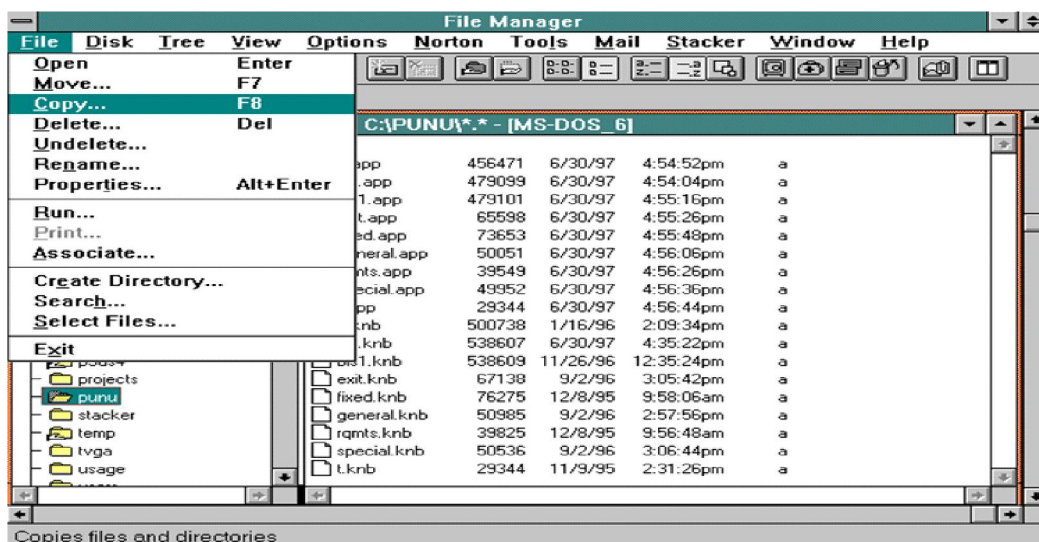 File Manager
File Disk Tree View Options Norton Tools Mail Stacker Window Help
Open Enter
Move... F7
Copy... F8
Delete... Del
Undelete...
Rename...
Properties... Alt+Enter
Run...
Print...
Associate...
Create Directory...
Search...
Select Files...
Exit
projects
punu
stacker
temp
tvga
usage
C:\PUNU\*.* - [MS-DOS_6]
456471 6/30/97 4:54:52pm a
.app 479099 6/30/97 4:54:04pm a
1.app 479101 6/30/97 4:55:16pm a
t.app 65598 6/30/97 4:55:26pm a
ed.app 73653 6/30/97 4:55:48pm a
neral.app 50051 6/30/97 4:56:06pm a
nts.app 39549 6/30/97 4:56:26pm a
ecial.app 49952 6/30/97 4:56:36pm a
29344 6/30/97 4:56:44pm a
.knb 500738 1/16/96 2:09:34pm a
.knb 538607 6/30/97 4:35:22pm a
538609 11/26/96 12:35:24pm a
exit.knb 67138 9/2/96 3:05:42pm a
fixed.knb 76275 12/8/95 9:58:06am a
general.knb 50985 9/2/96 2:57:56pm a
rqmts.knb 39825 12/8/95 9:56:48am a
special.knb 50536 9/2/96 3:06:44pm a
t.knb 29344 11/9/95 2:31:26pm a
Copies files and directories